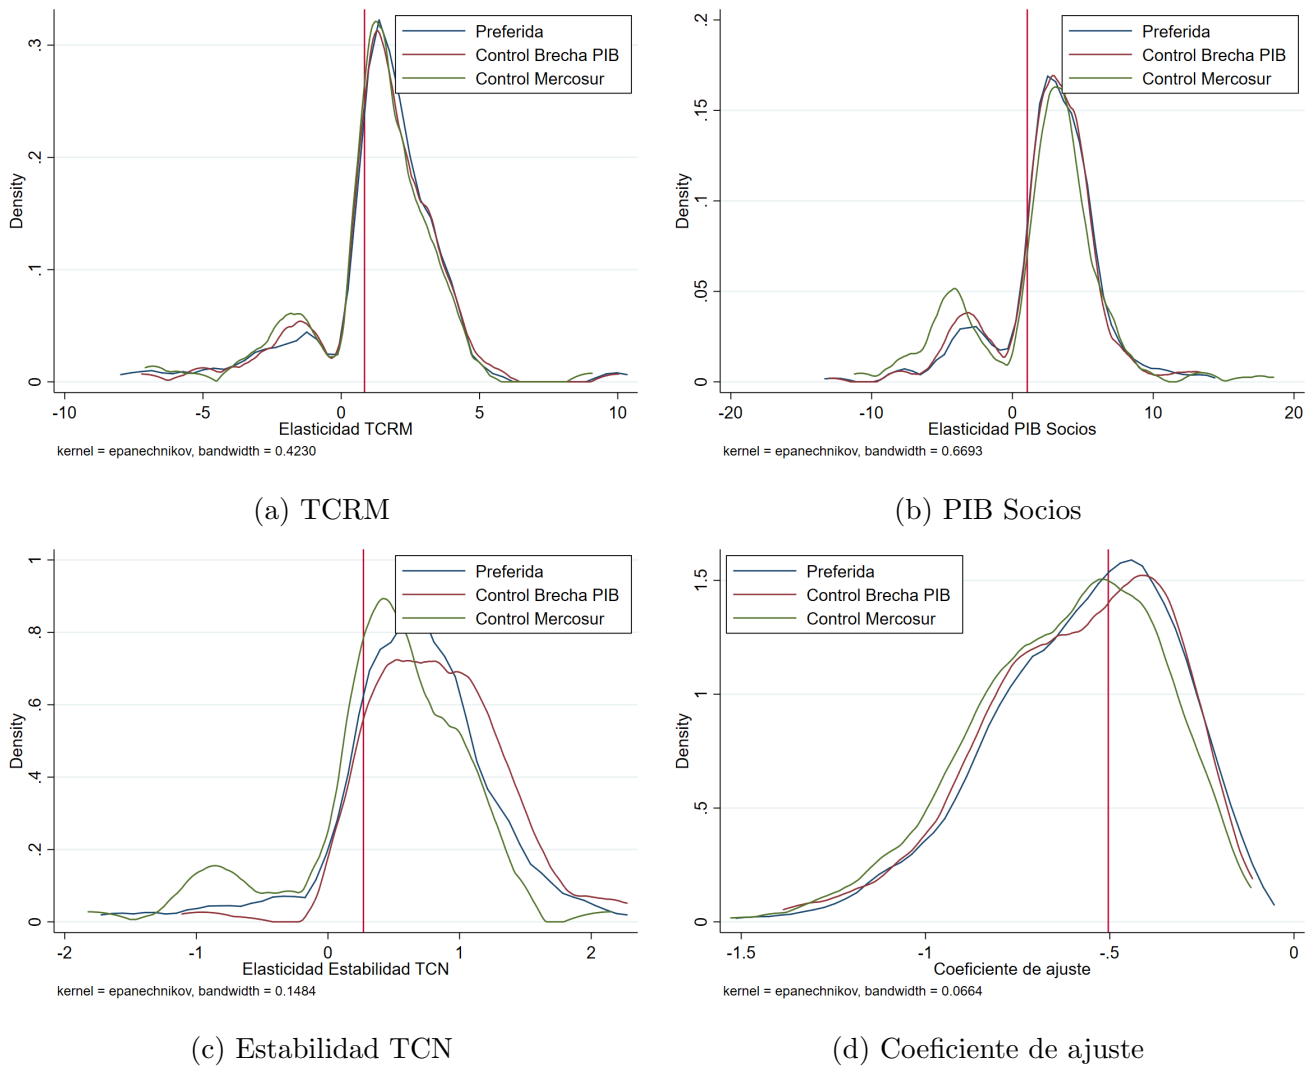 Preferida
Control Brecha PIB
Control Mercosur
Density
0
.1
.2
.3
-10
-5
0
5
10
Elasticidad TCRM
kernel = epanechnikov, bandwidth = 0.4230
(a) TCRM
Preferida
Control Brecha PIB
Control Mercosur
Density
0
.05
.1
.15
.2
-20
-10
0
10
20
Elasticidad PIB Socios
kernel = epanechnikov, bandwidth = 0.6693
(b) PIB Socios
Preferida
Control Brecha PIB
Control Mercosur
Density
0
.2
.4
.6
.8
1
-2
-1
0
1
2
Elasticidad Estabilidad TCN
kernel = epanechnikov, bandwidth = 0.1484
(c) Estabilidad TCN
Preferida
Control Brecha PIB
Control Mercosur
Density
0
.5
1
1.5
-1.5
-1
-.5
0
Coeficiente de ajuste
kernel = epanechnikov, bandwidth = 0.0664
(d) Coeficiente de ajuste